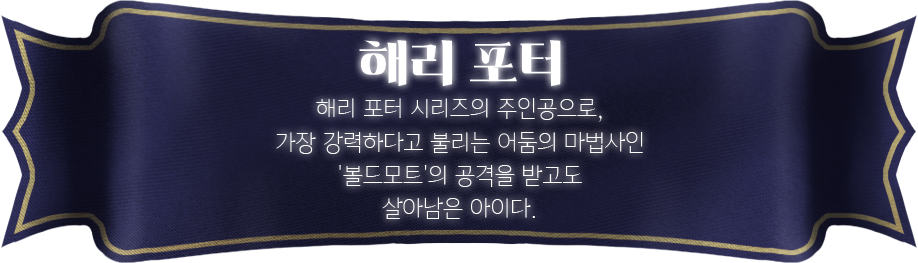 해리 포터
해리 포터 시리즈의 주인공으로,
가장 강력하다고 불리는 어둠의 마법사인
'볼드모트'의 공격을 받고도
살아남은 아이다.